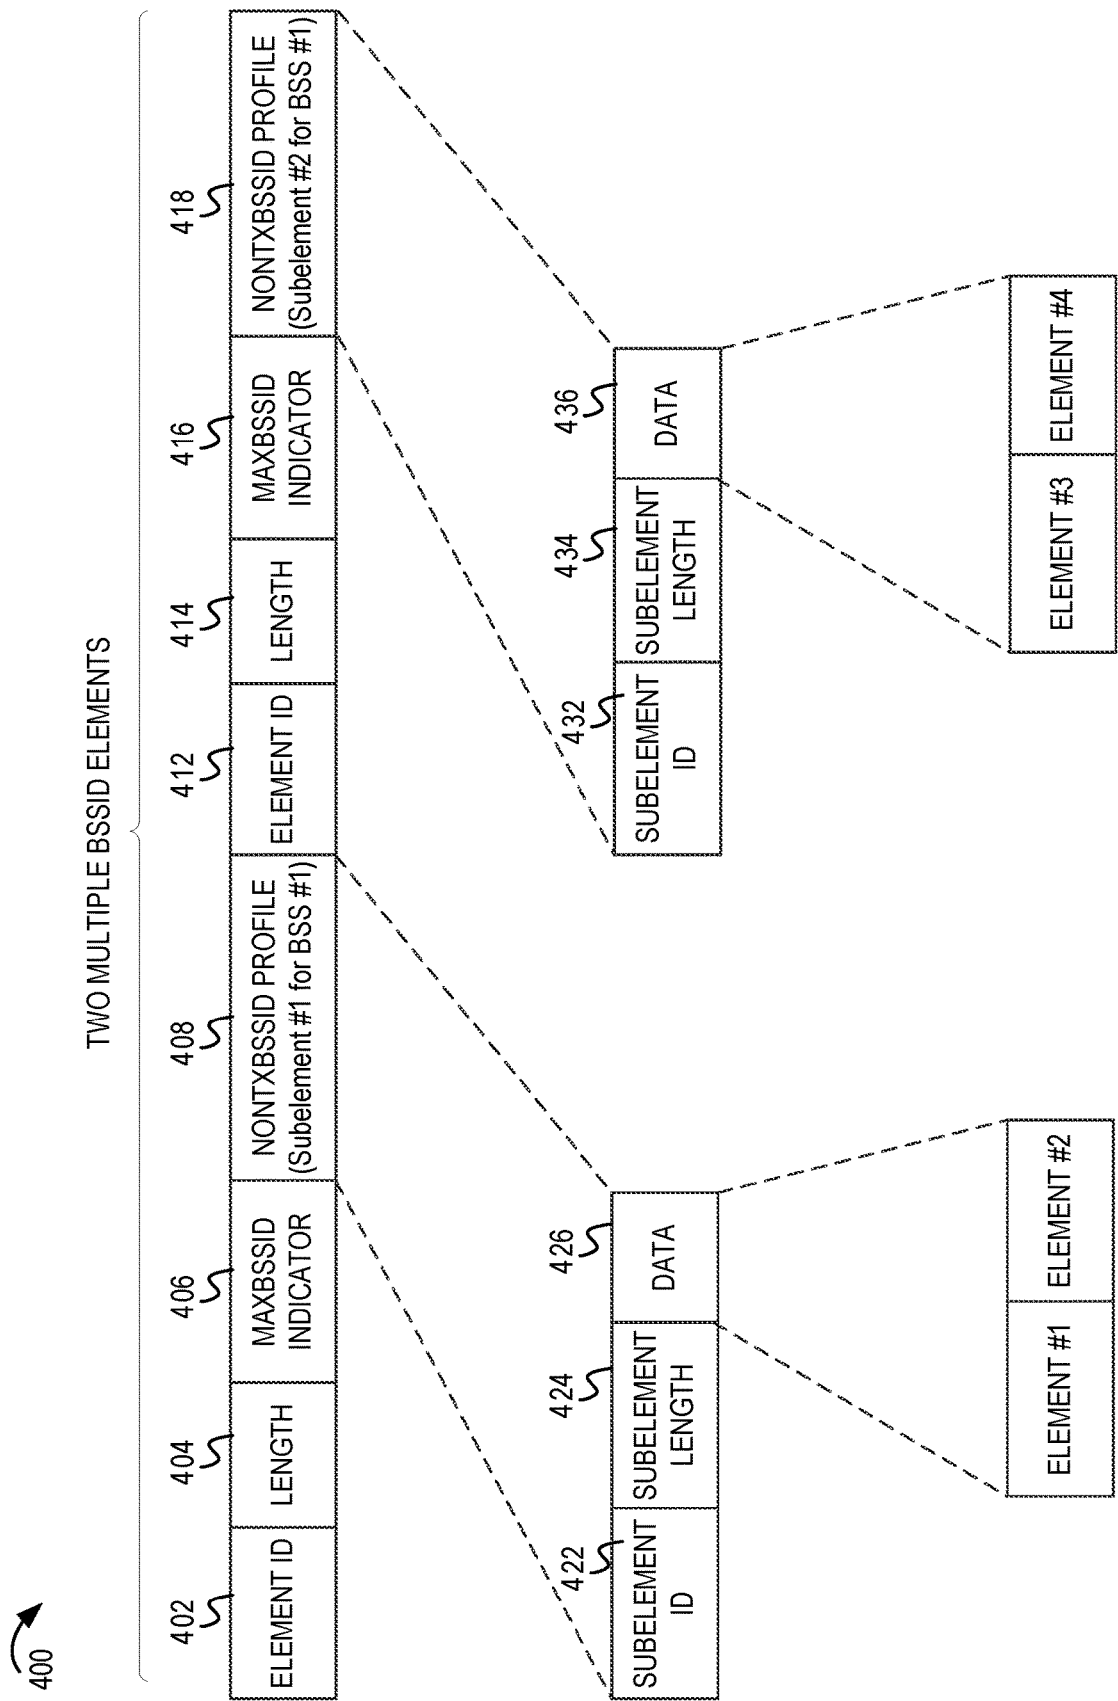 400
TWO MULTIPLE BSSID ELEMENTS
402
404
406
408
412
414
416
418
ELEMENT ID
LENGTH
MAXBSSID
INDICATOR
NONTXBSSID PROFILE
(Subelement #1 for BSS #1)
ELEMENT ID
LENGTH
MAXBSSID
INDICATOR
NONTXBSSID PROFILE
(Subelement #2 for BSS #1)
422
424
426
SUBELEMENT
ID
SUBELEMENT
LENGTH
DATA
432
434
436
SUBELEMENT
ID
SUBELEMENT
LENGTH
DATA
ELEMENT #1
ELEMENT #2
ELEMENT #3
ELEMENT #4